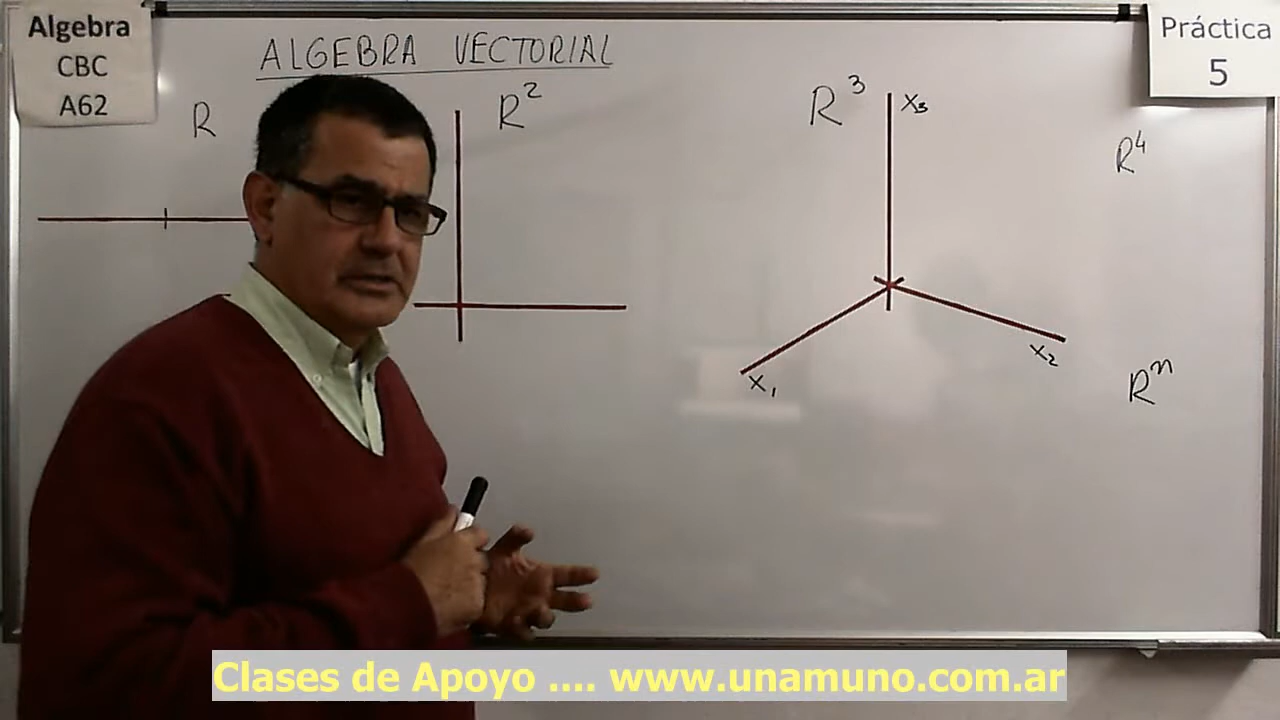 Algebra
CBC
A62
Práctica
5
ALGEBRA VECTORIAL
R
R²
R³
X₃
R⁴
X₁
X₂
Rⁿ
Clases de Apoyo .... www.unamuno.com.ar